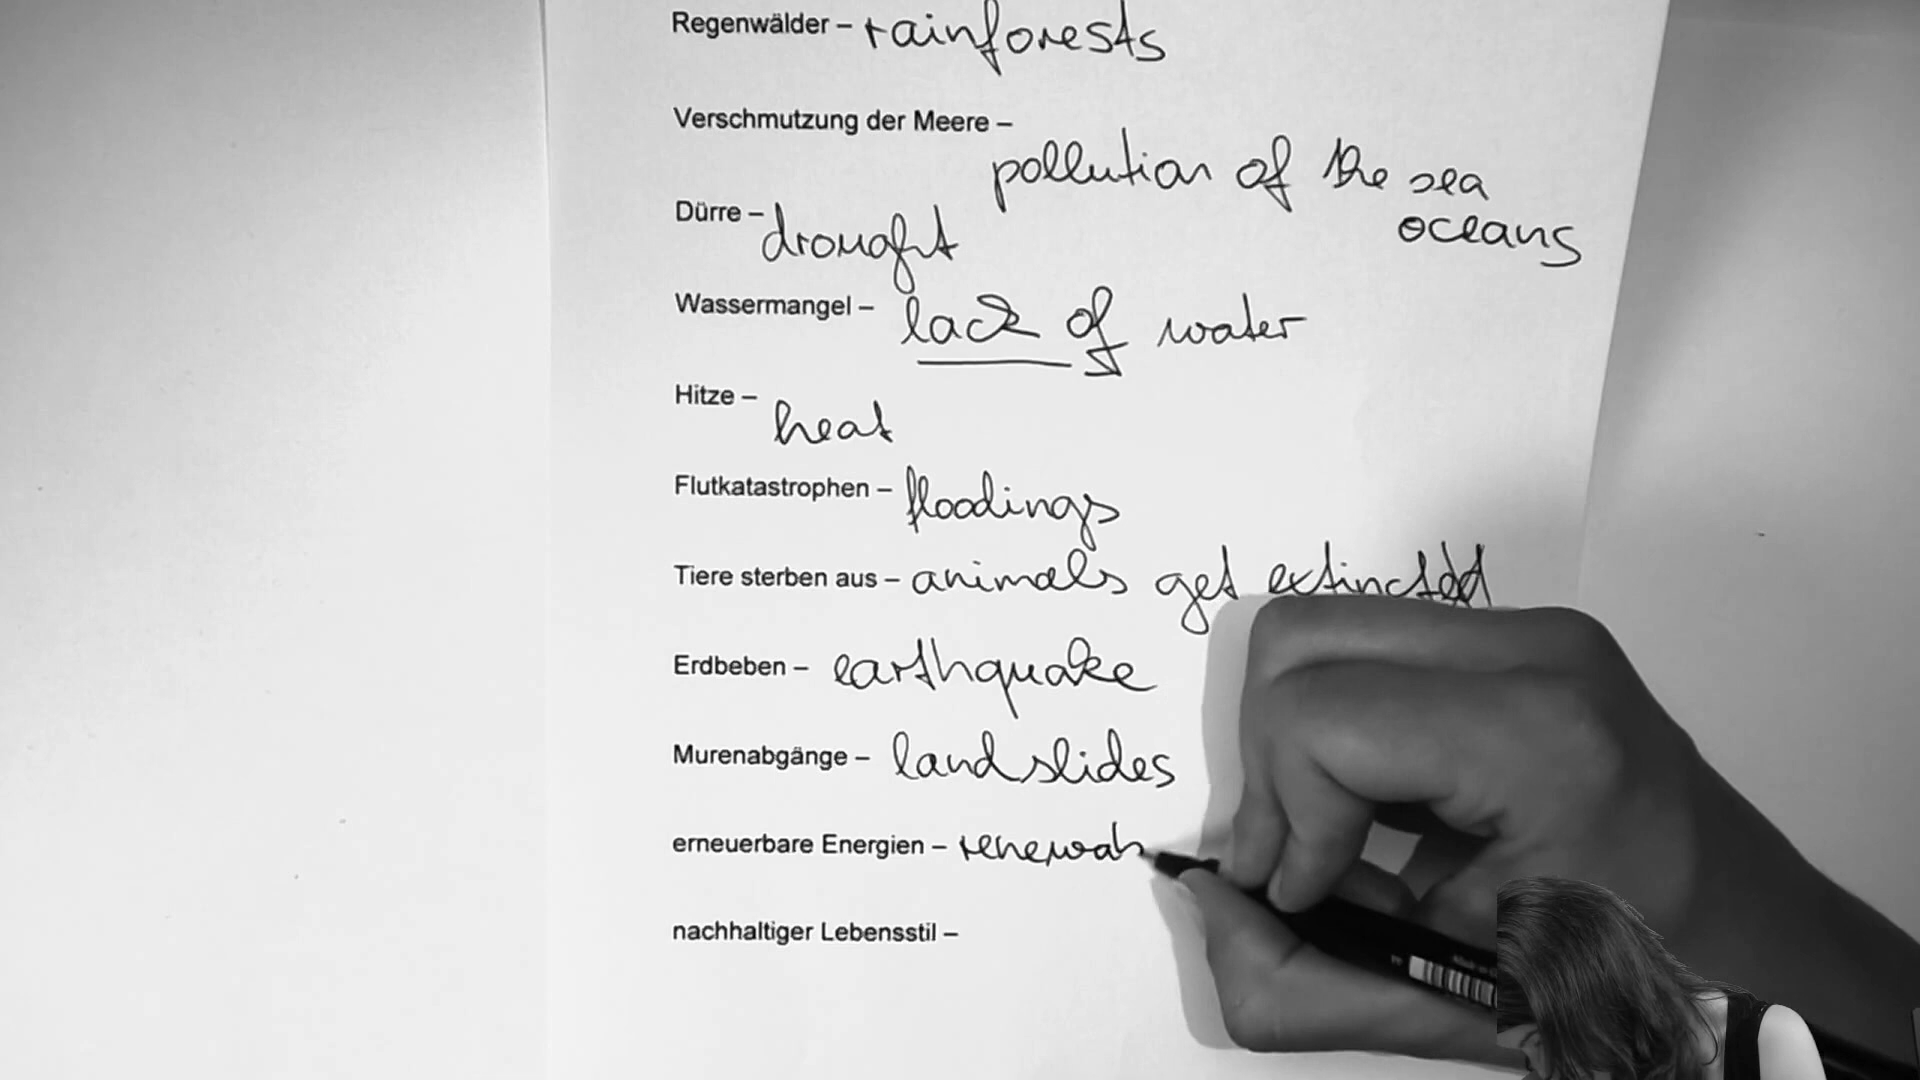 Regenwälder – rainforests
Verschmutzung der Meere –
pollution of the sea
oceans
Dürre – drought
Wassermangel – lack of water
Hitze – heat
Flutkatastrophen – floodings
Tiere sterben aus – animals get
Erdbeben – earthquake
Murenabgänge – landslides
erneuerbare Energien – renewab
nachhaltiger Lebensstil –